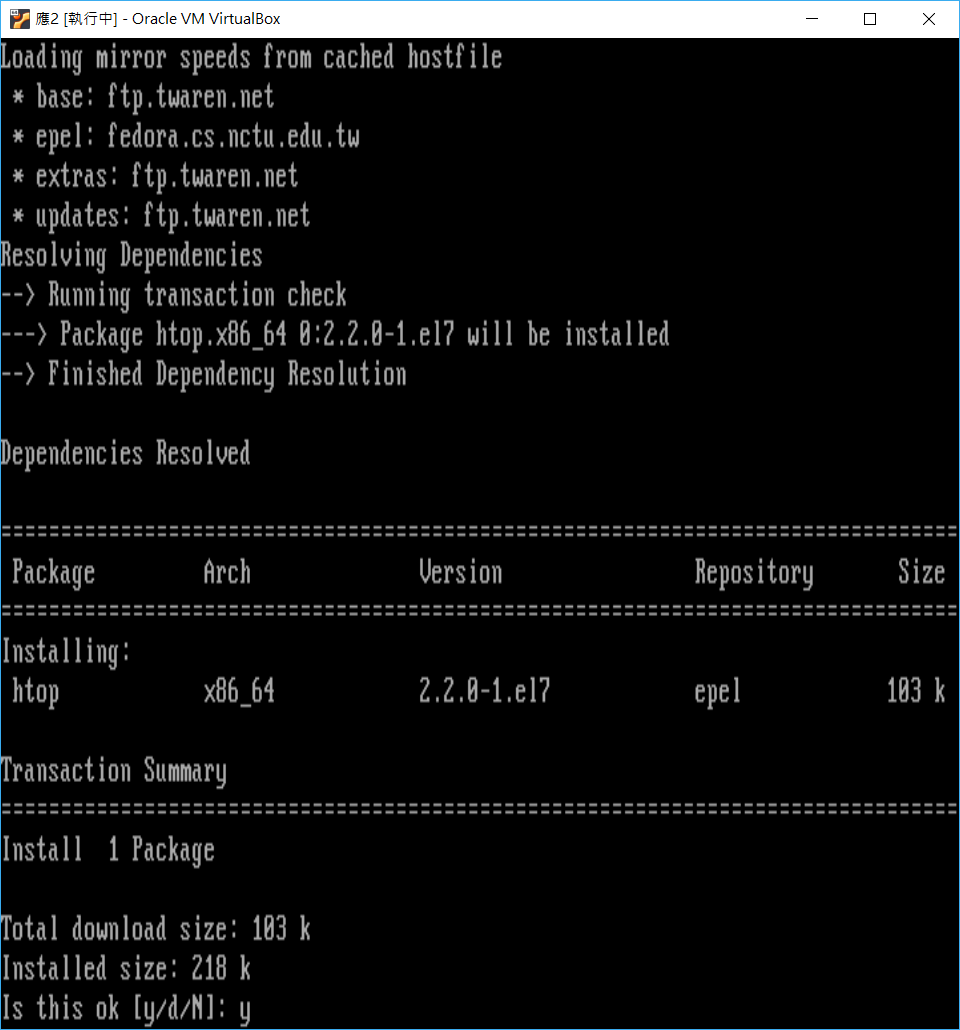 應2 [執行中] - Oracle VM VirtualBox
Loading mirror speeds from cached hostfile
 * base: ftp.twaren.net
 * epel: fedora.cs.nctu.edu.tw
 * extras: ftp.twaren.net
 * updates: ftp.twaren.net
Resolving Dependencies
--> Running transaction check
---> Package htop.x86_64 0:2.2.0-1.el7 will be installed
--> Finished Dependency Resolution

Dependencies Resolved

================================================================================
 Package         Arch              Version                Repository       Size
================================================================================
Installing:
 htop            x86_64            2.2.0-1.el7            epel            103 k

Transaction Summary
================================================================================
Install  1 Package

Total download size: 103 k
Installed size: 218 k
Is this ok [y/d/N]: y